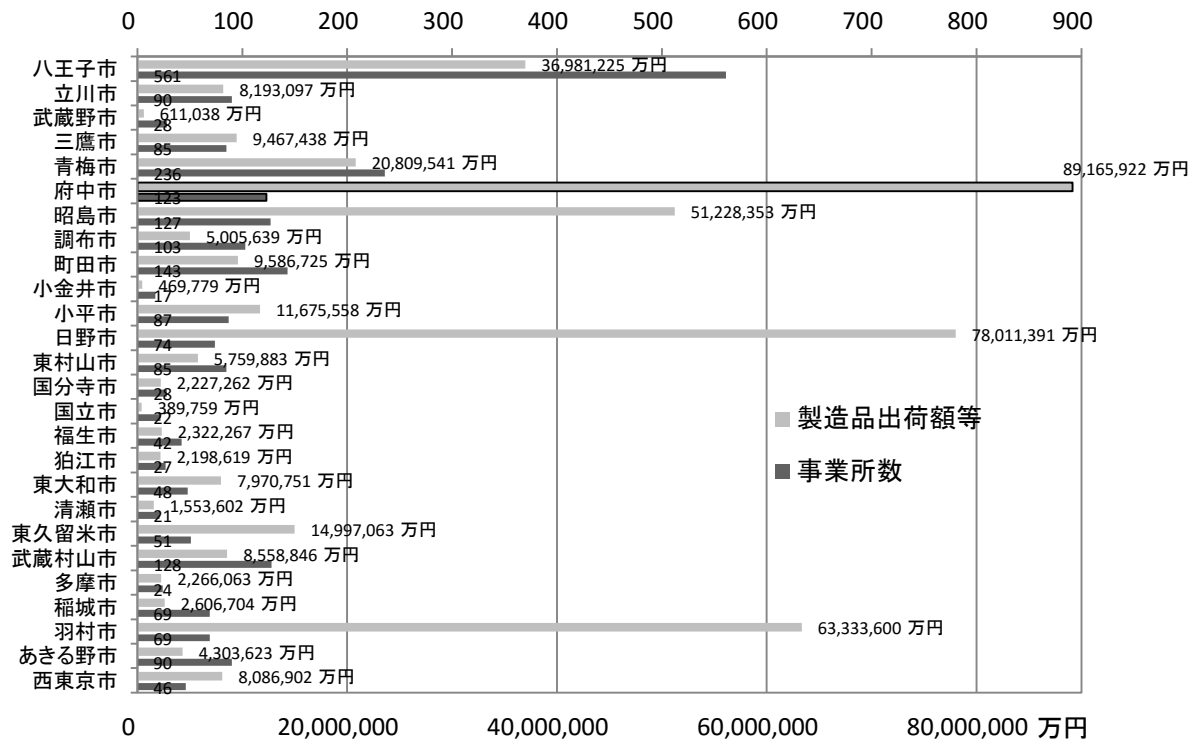 0 100 200 300 400 500 600 700 800 900
八王子市 36,981,225 万円
561
立川市 8,193,097 万円
90
武蔵野市 611,038 万円
28
三鷹市 9,467,438 万円
85
青梅市 20,809,541 万円
236
府中市 89,165,922 万円
123
昭島市 51,228,353 万円
127
調布市 5,005,639 万円
103
町田市 9,586,725 万円
143
小金井市 469,779 万円
17
小平市 11,675,558 万円
87
日野市 78,011,391 万円
74
東村山市 5,759,883 万円
85
国分寺市 2,227,262 万円
28
国立市 389,759 万円
22
福生市 2,322,267 万円
42
狛江市 2,198,619 万円
27
東大和市 7,970,751 万円
48
清瀬市 1,553,602 万円
21
東久留米市 14,997,063 万円
51
武蔵村山市 8,558,846 万円
128
多摩市 2,266,063 万円
24
稲城市 2,606,704 万円
69
羽村市 63,333,600 万円
69
あきる野市 4,303,623 万円
90
西東京市 8,086,902 万円
46
製造品出荷額等
事業所数
0 20,000,000 40,000,000 60,000,000 80,000,000 万円